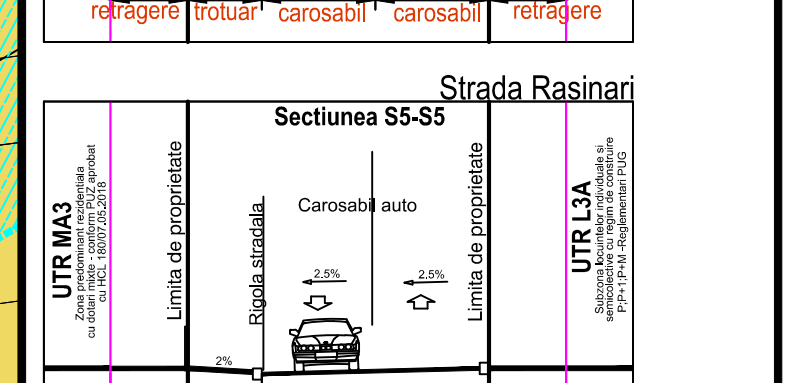 retragere trotuar carosabil carosabil retragere
Strada Rasinari
Sectiunea S5-S5
UTR MA3
Zona predominant rezidentiala
cu dotari mixte - conform PUZ aprobat
cu HCL 180/07.05.2018
Limita de proprietate
Rigola stradala
Carosabil auto
2.5%
2.5%
2%
Limita de proprietate
UTR L3A
Subzona locuintelor individuale si
semicolective cu regim de construire
P;P+1;P+M -Reglementari PUG